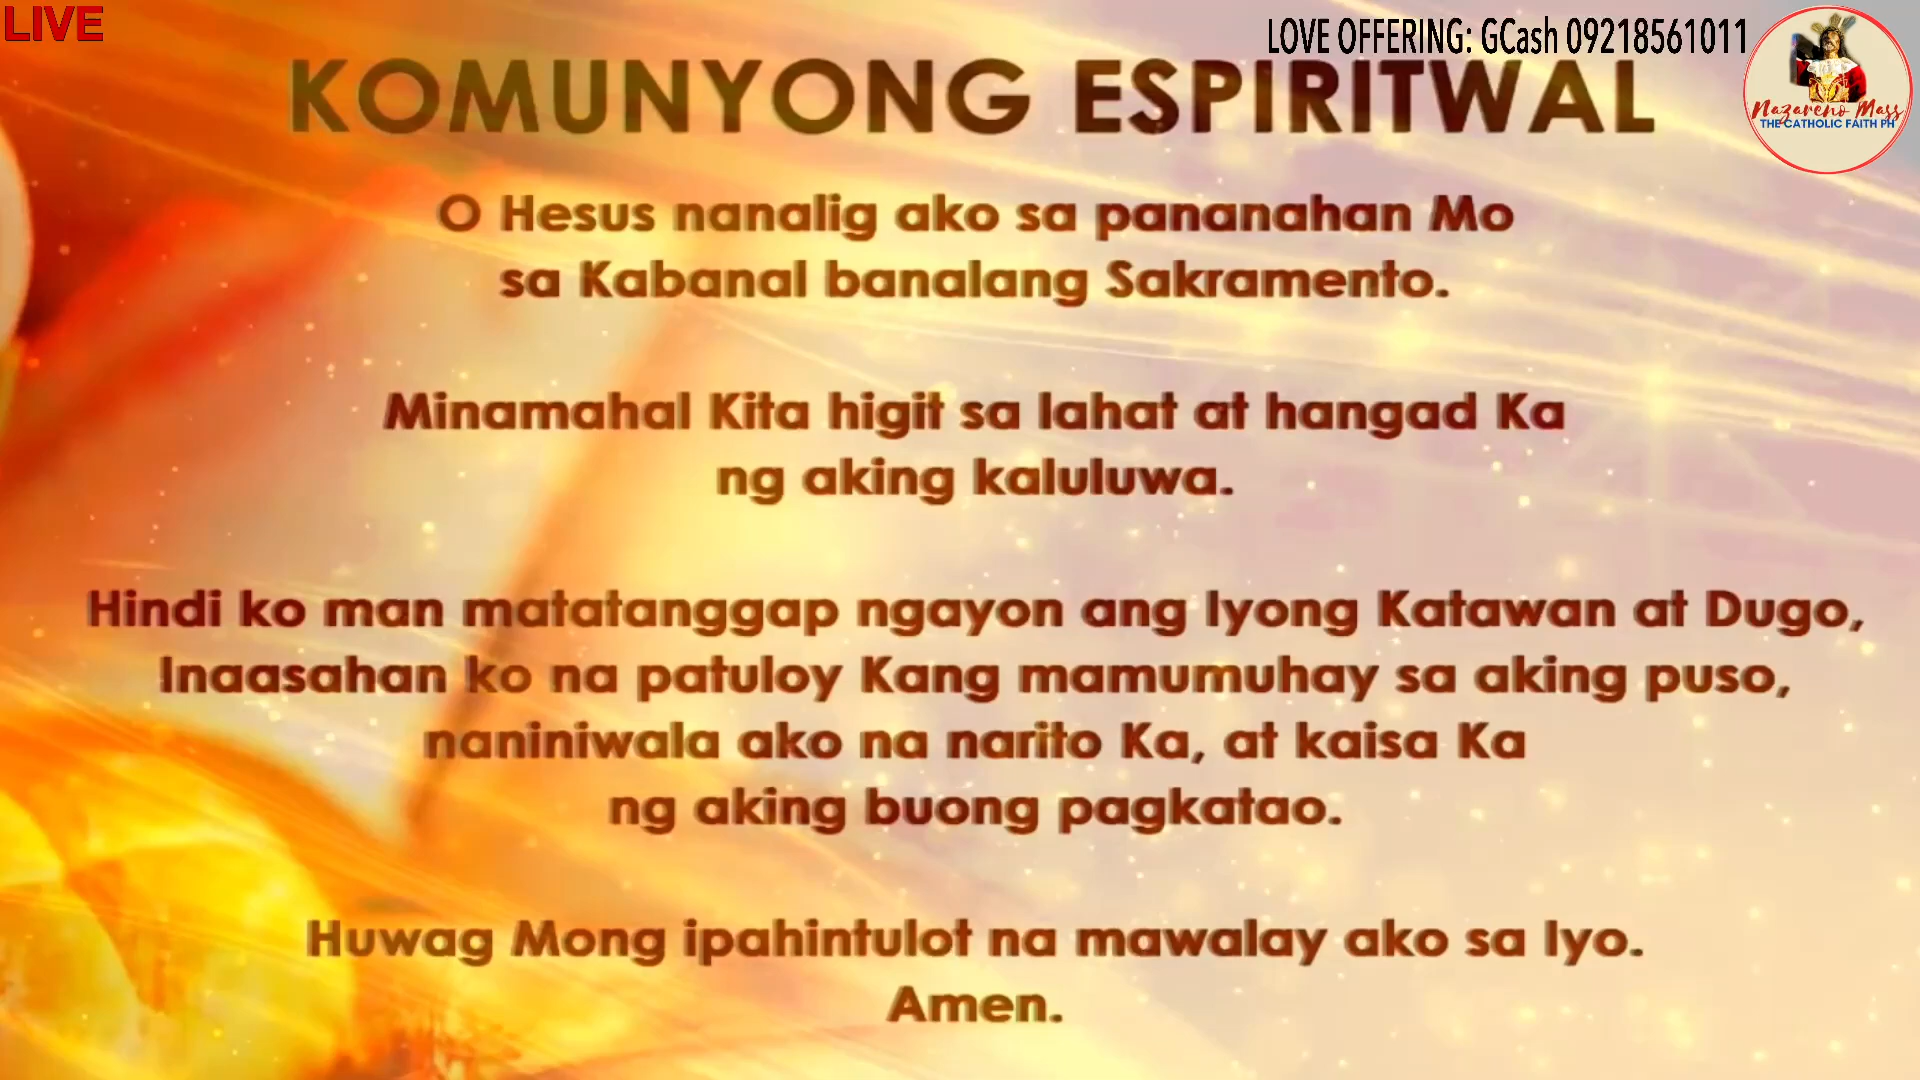 LIVE
LOVE OFFERING: GCash 09218561011
Nazareno Mass
THE CATHOLIC FAITH PH
KOMUNYONG ESPIRITWAL
O Hesus nanalig ako sa pananahan Mo
sa Kabanal banalang Sakramento.
Minamahal Kita higit sa lahat at hangad Ka
ng aking kaluluwa.
Hindi ko man matatanggap ngayon ang Iyong Katawan at Dugo,
Inaasahan ko na patuloy Kang mamumuhay sa aking puso,
naniniwala ako na narito Ka, at kaisa Ka
ng aking buong pagkatao.
Huwag Mong ipahintulot na mawalay ako sa Iyo.
Amen.